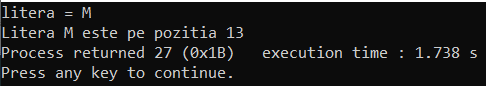 litera = M
Litera M este pe pozitia 13
Process returned 27 (0x1B)   execution time : 1.738 s
Press any key to continue.